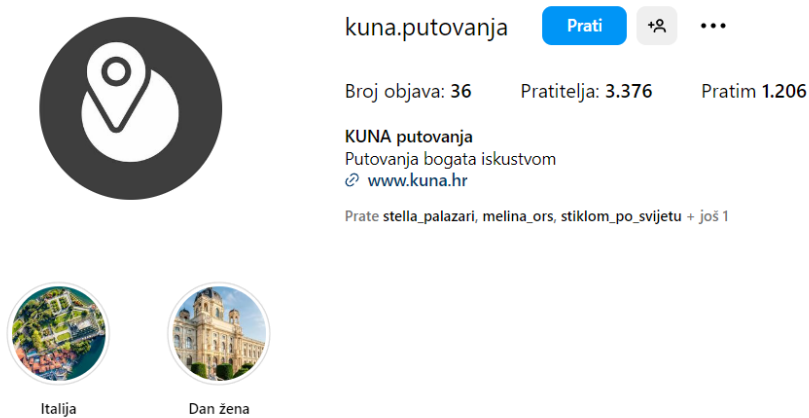 kuna.putovanja Prati
Broj objava: 36 Pratitelja: 3.376 Pratim 1.206
KUNA putovanja
Putovanja bogata iskustvom
www.kuna.hr
Prate stella_palazari, melina_ors, stiklom_po_svijetu + još 1
Italija Dan žena